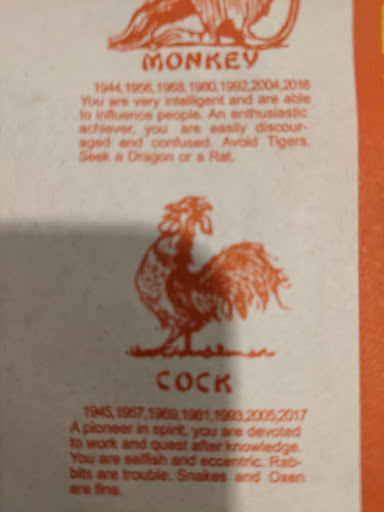 MONKEY
1944,1956,1968,1980,1992,2004,2016
You are very intelligent and are able
to influence people. An enthusiastic
achiever, you are easily discour-
aged and confused. Avoid Tigers.
Seek a Dragon or a Rat.
COCK
1945,1957,1969,1981,1993,2005,2017
A pioneer in spirit, you are devoted
to work and quest after knowledge.
You are selfish and eccentric. Rab-
bits are trouble. Snakes and Oxen
are fine.